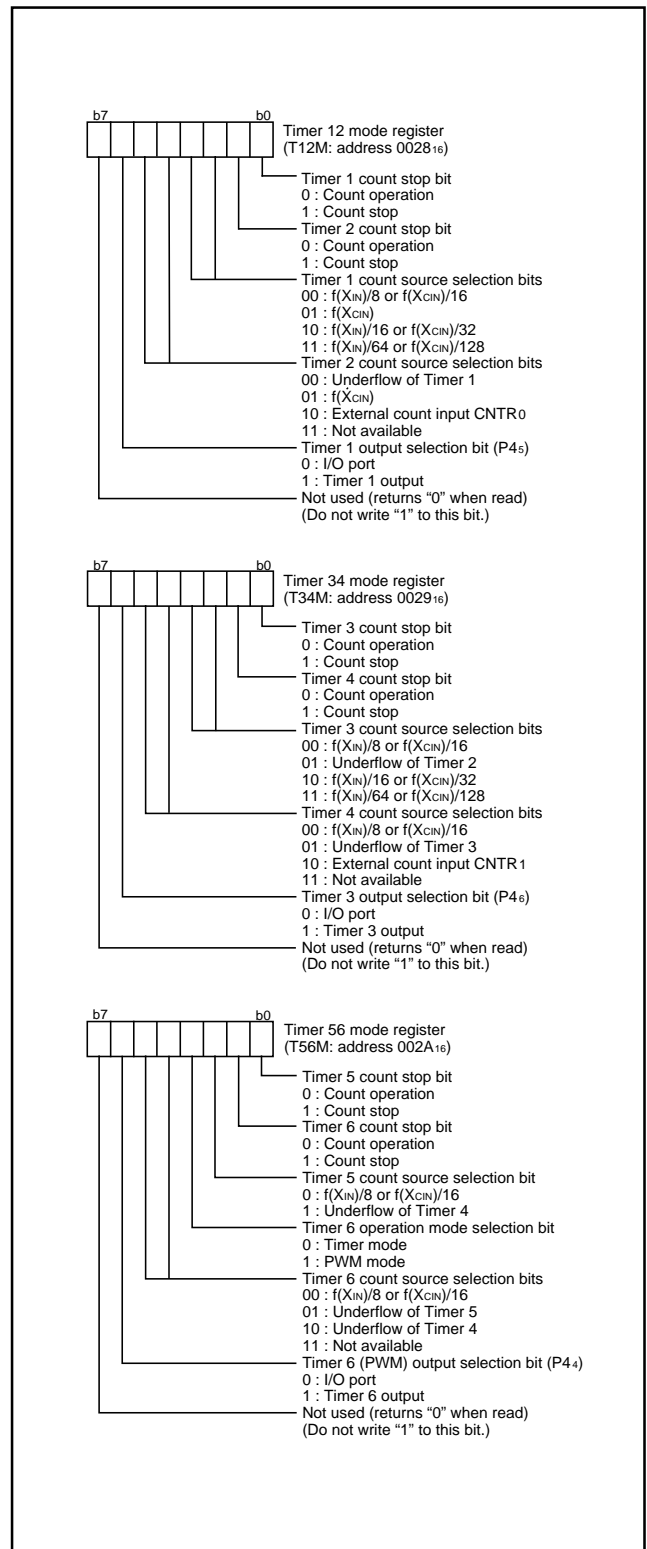 b7 b0
Timer 12 mode register
(T12M: address 002816)
Timer 1 count stop bit
0 : Count operation
1 : Count stop
Timer 2 count stop bit
0 : Count operation
1 : Count stop
Timer 1 count source selection bits
00 : f(XIN)/8 or f(XCIN)/16
01 : f(XCIN)
10 : f(XIN)/16 or f(XCIN)/32
11 : f(XIN)/64 or f(XCIN)/128
Timer 2 count source selection bits
00 : Underflow of Timer 1
01 : f(XCIN)
10 : External count input CNTR0
11 : Not available
Timer 1 output selection bit (P45)
0 : I/O port
1 : Timer 1 output
Not used (returns “0” when read)
(Do not write “1” to this bit.)
b7 b0
Timer 34 mode register
(T34M: address 002916)
Timer 3 count stop bit
0 : Count operation
1 : Count stop
Timer 4 count stop bit
0 : Count operation
1 : Count stop
Timer 3 count source selection bits
00 : f(XIN)/8 or f(XCIN)/16
01 : Underflow of Timer 2
10 : f(XIN)/16 or f(XCIN)/32
11 : f(XIN)/64 or f(XCIN)/128
Timer 4 count source selection bits
00 : f(XIN)/8 or f(XCIN)/16
01 : Underflow of Timer 3
10 : External count input CNTR1
11 : Not available
Timer 3 output selection bit (P46)
0 : I/O port
1 : Timer 3 output
Not used (returns “0” when read)
(Do not write “1” to this bit.)
b7 b0
Timer 56 mode register
(T56M: address 002A16)
Timer 5 count stop bit
0 : Count operation
1 : Count stop
Timer 6 count stop bit
0 : Count operation
1 : Count stop
Timer 5 count source selection bit
0 : f(XIN)/8 or f(XCIN)/16
1 : Underflow of Timer 4
Timer 6 operation mode selection bit
0 : Timer mode
1 : PWM mode
Timer 6 count source selection bits
00 : f(XIN)/8 or f(XCIN)/16
01 : Underflow of Timer 5
10 : Underflow of Timer 4
11 : Not available
Timer 6 (PWM) output selection bit (P44)
0 : I/O port
1 : Timer 6 output
Not used (returns “0” when read)
(Do not write “1” to this bit.)